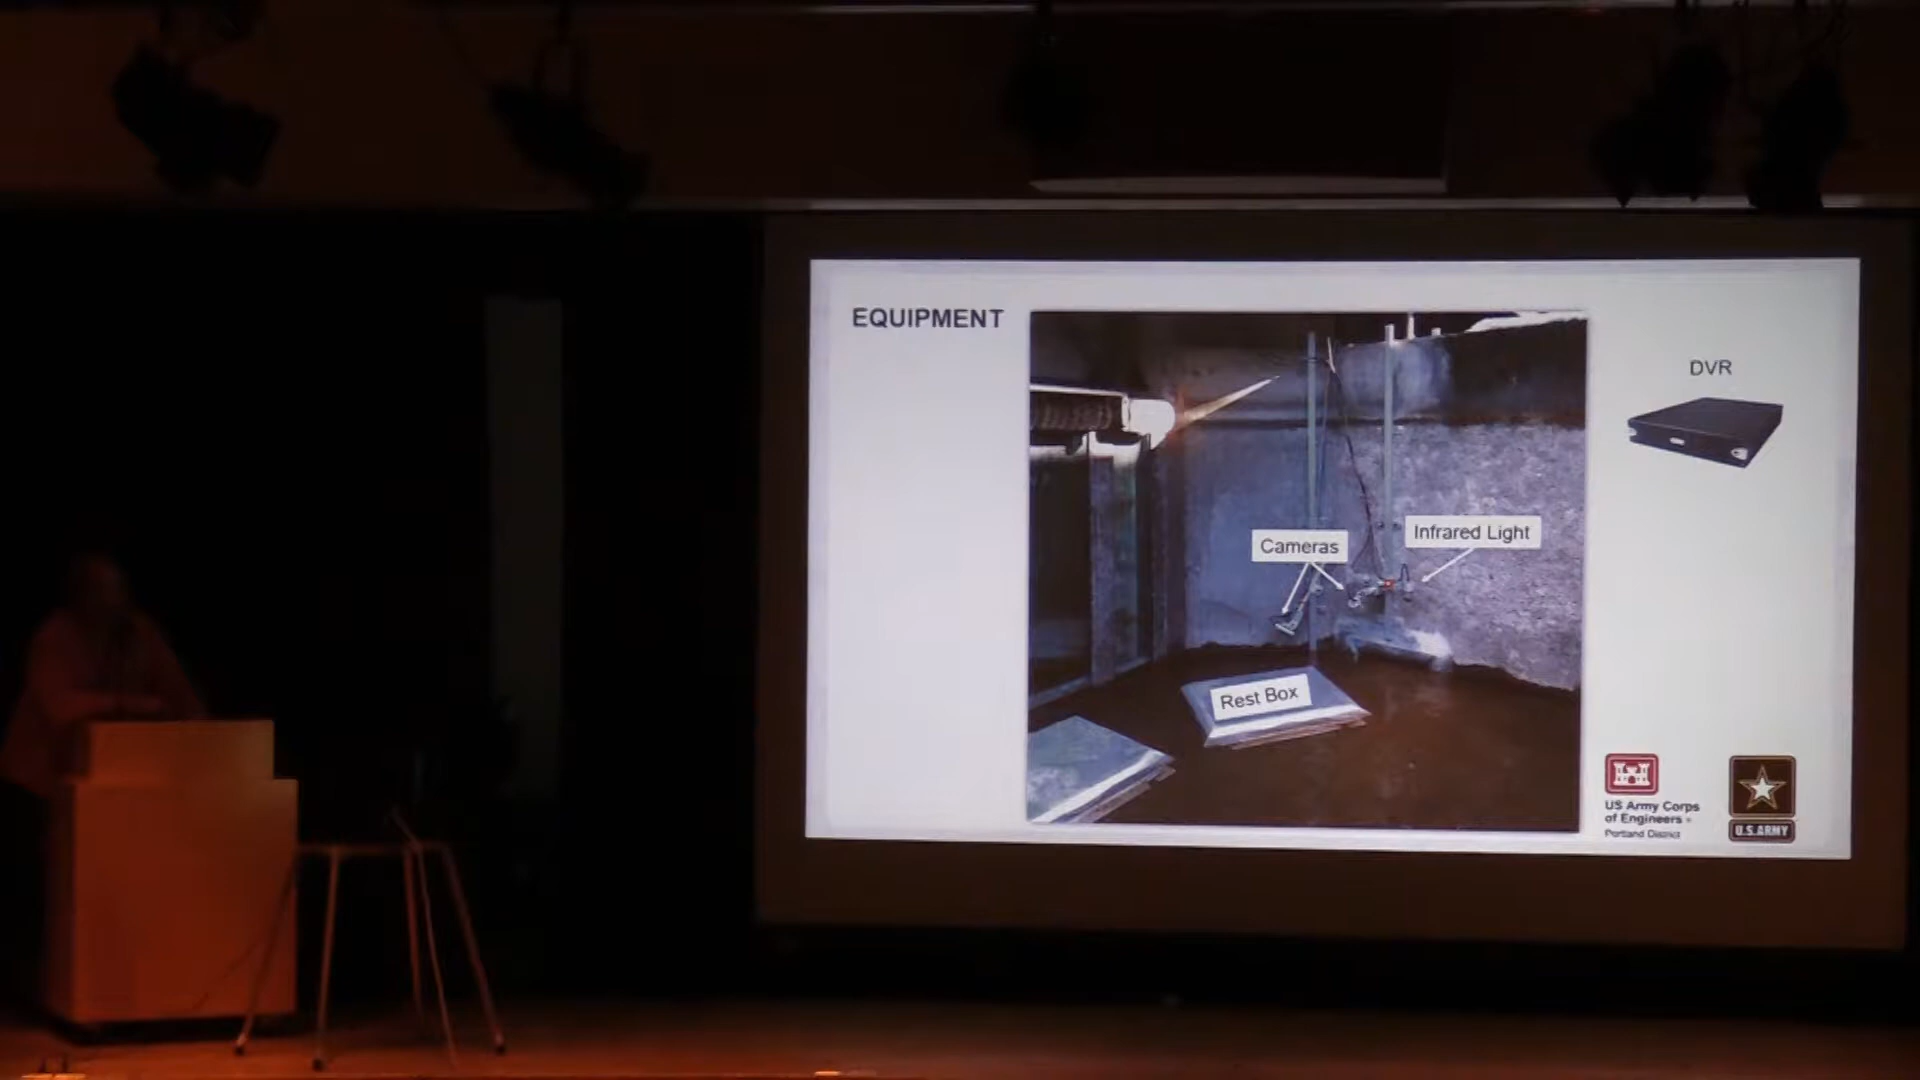 EQUIPMENT
DVR
Infrared Light
Cameras
Rest Box
US Army Corps
of Engineers
Portland District
U.S. ARMY